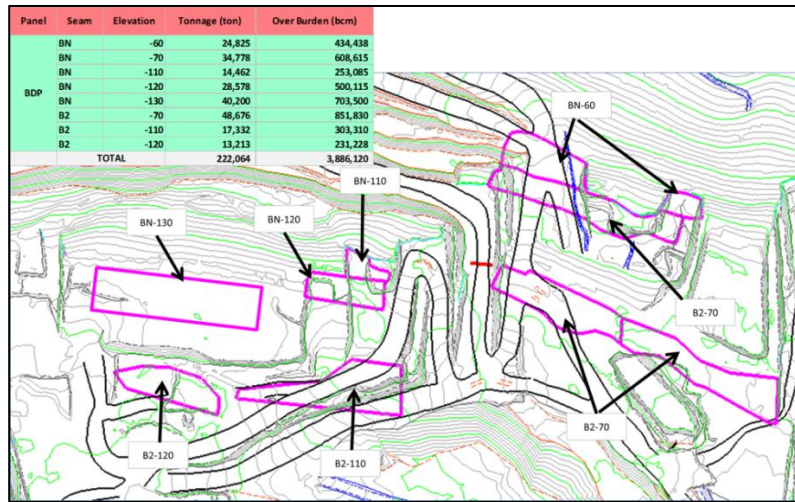 Panel Seam Elevation Tonnage (ton) Over Burden (bcm)
BN -60 24,825 434,438
BN -70 34,778 608,615
BN -110 14,462 253,085
BDP BN -120 28,578 500,115
BN -130 40,200 703,500
B2 -70 48,676 851,830
B2 -110 17,332 303,310
B2 -120 13,213 231,228
TOTAL 222,064 3,886,120
BN-60
BN-110
BN-130
BN-120
B2-70
B2-70
B2-120
B2-110